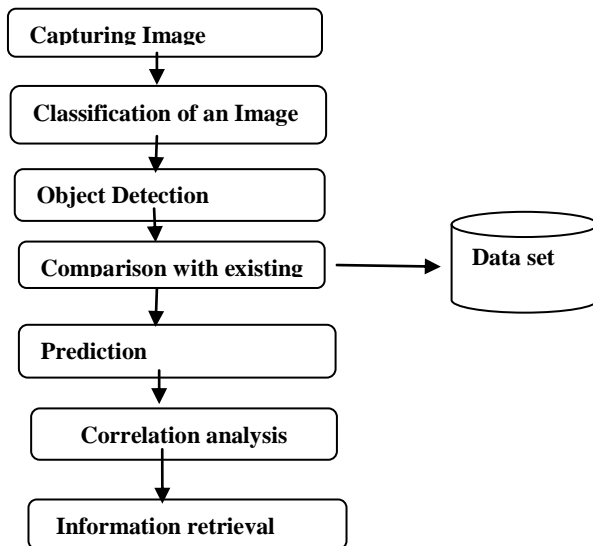 Capturing Image
Classification of an Image
Object Detection
Comparison with existing
Data set
Prediction
Correlation analysis
Information retrieval